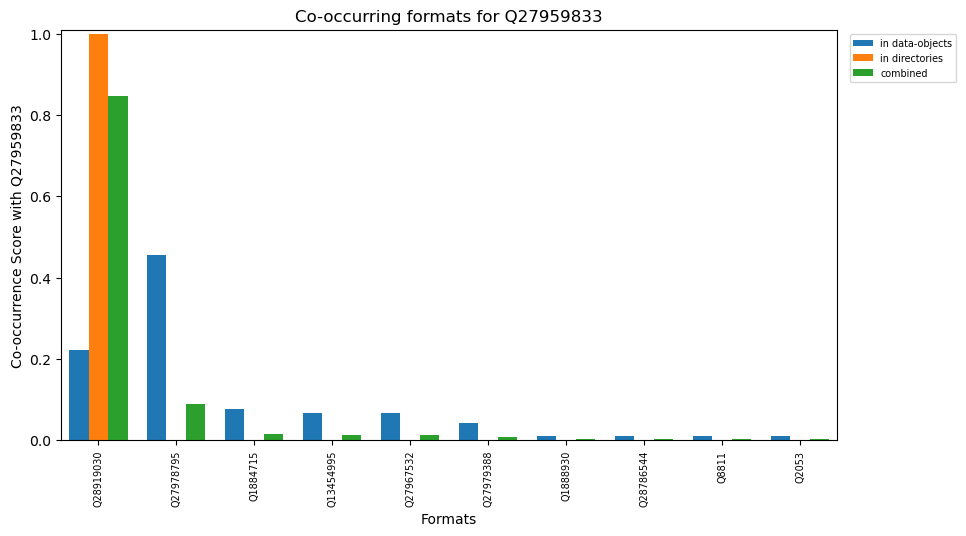 Co-occurring formats for Q27959833
Co-occurrence Score with Q27959833
1.0
0.8
0.6
0.4
0.2
0.0
in data-objects
in directories
combined
Q28919030
Q27978795
Q1884715
Q13454995
Q27967532
Q27979388
Q1888930
Q28786544
Q8811
Q2053
Formats